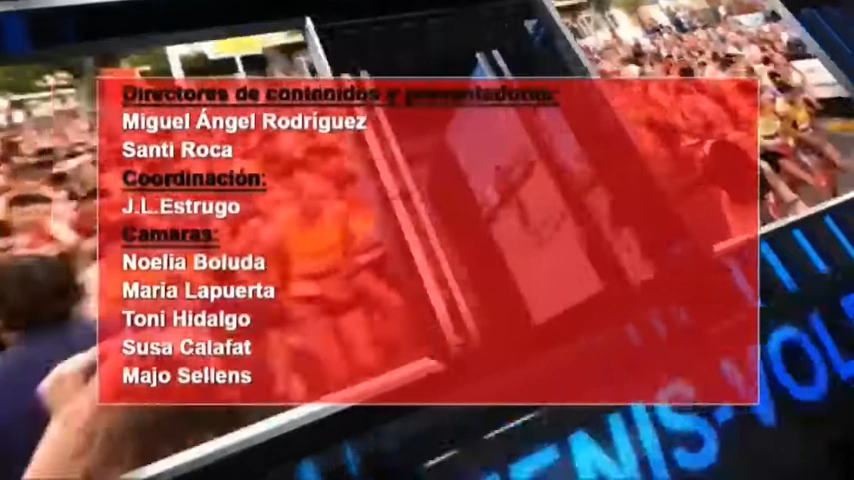 Directores de contenidos y presentadores:
Miguel Ángel Rodríguez
Santi Roca
Coordinación:
J.L.Estrugo
Camaras:
Noelia Boluda
Maria Lapuerta
Toni Hidalgo
Susa Calafat
Majo Sellens